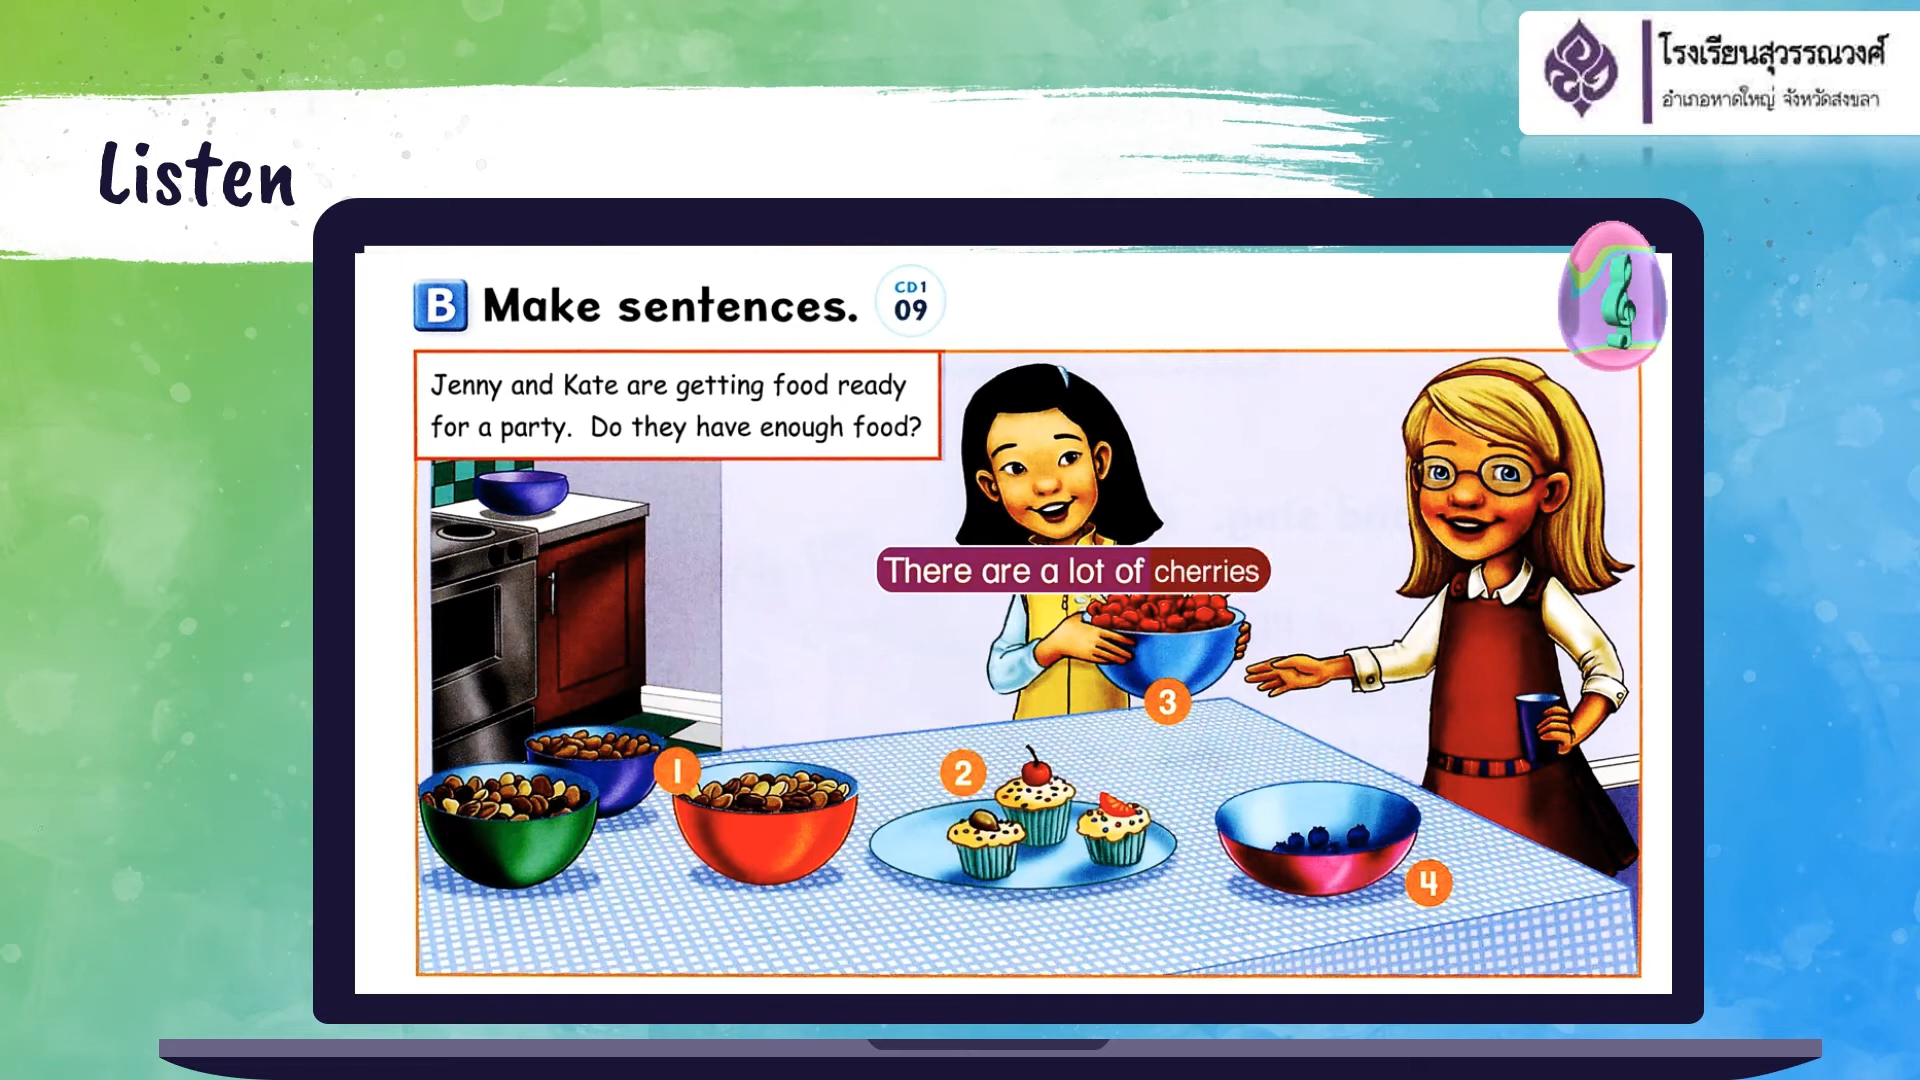 โรงเรียนสุวรรณวงศ์
อำเภอหาดใหญ่ จังหวัดสงขลา
Listen
B Make sentences. CD1 09
Jenny and Kate are getting food ready
for a party. Do they have enough food?
There are a lot of cherries
3
1
2
4